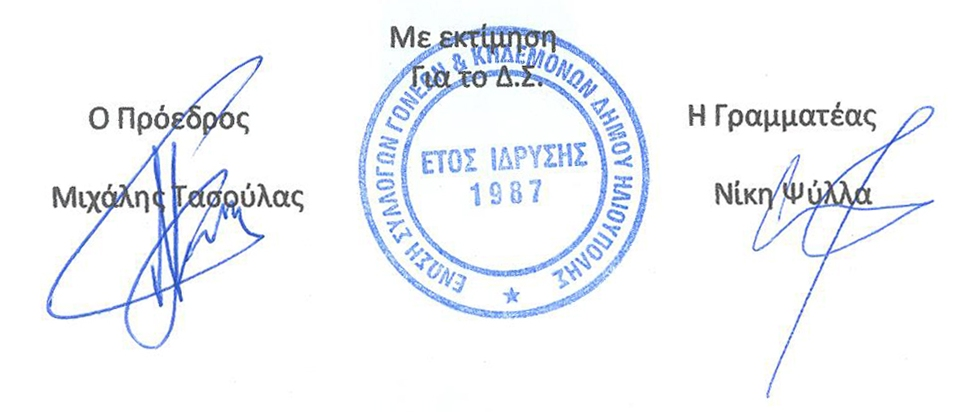 Με εκτίμηση
Για το Δ.Σ.
Ο Πρόεδρος
Μιχάλης Τασούλας
Η Γραμματέας
Νίκη Ψύλλα
ΕΝΩΣΗ ΣΥΛΛΟΓΩΝ ΓΟΝΕΩΝ & ΚΗΔΕΜΟΝΩΝ ΔΗΜΟΥ ΗΛΙΟΥΠΟΛΗΣ
ΕΤΟΣ ΙΔΡΥΣΗΣ
1987